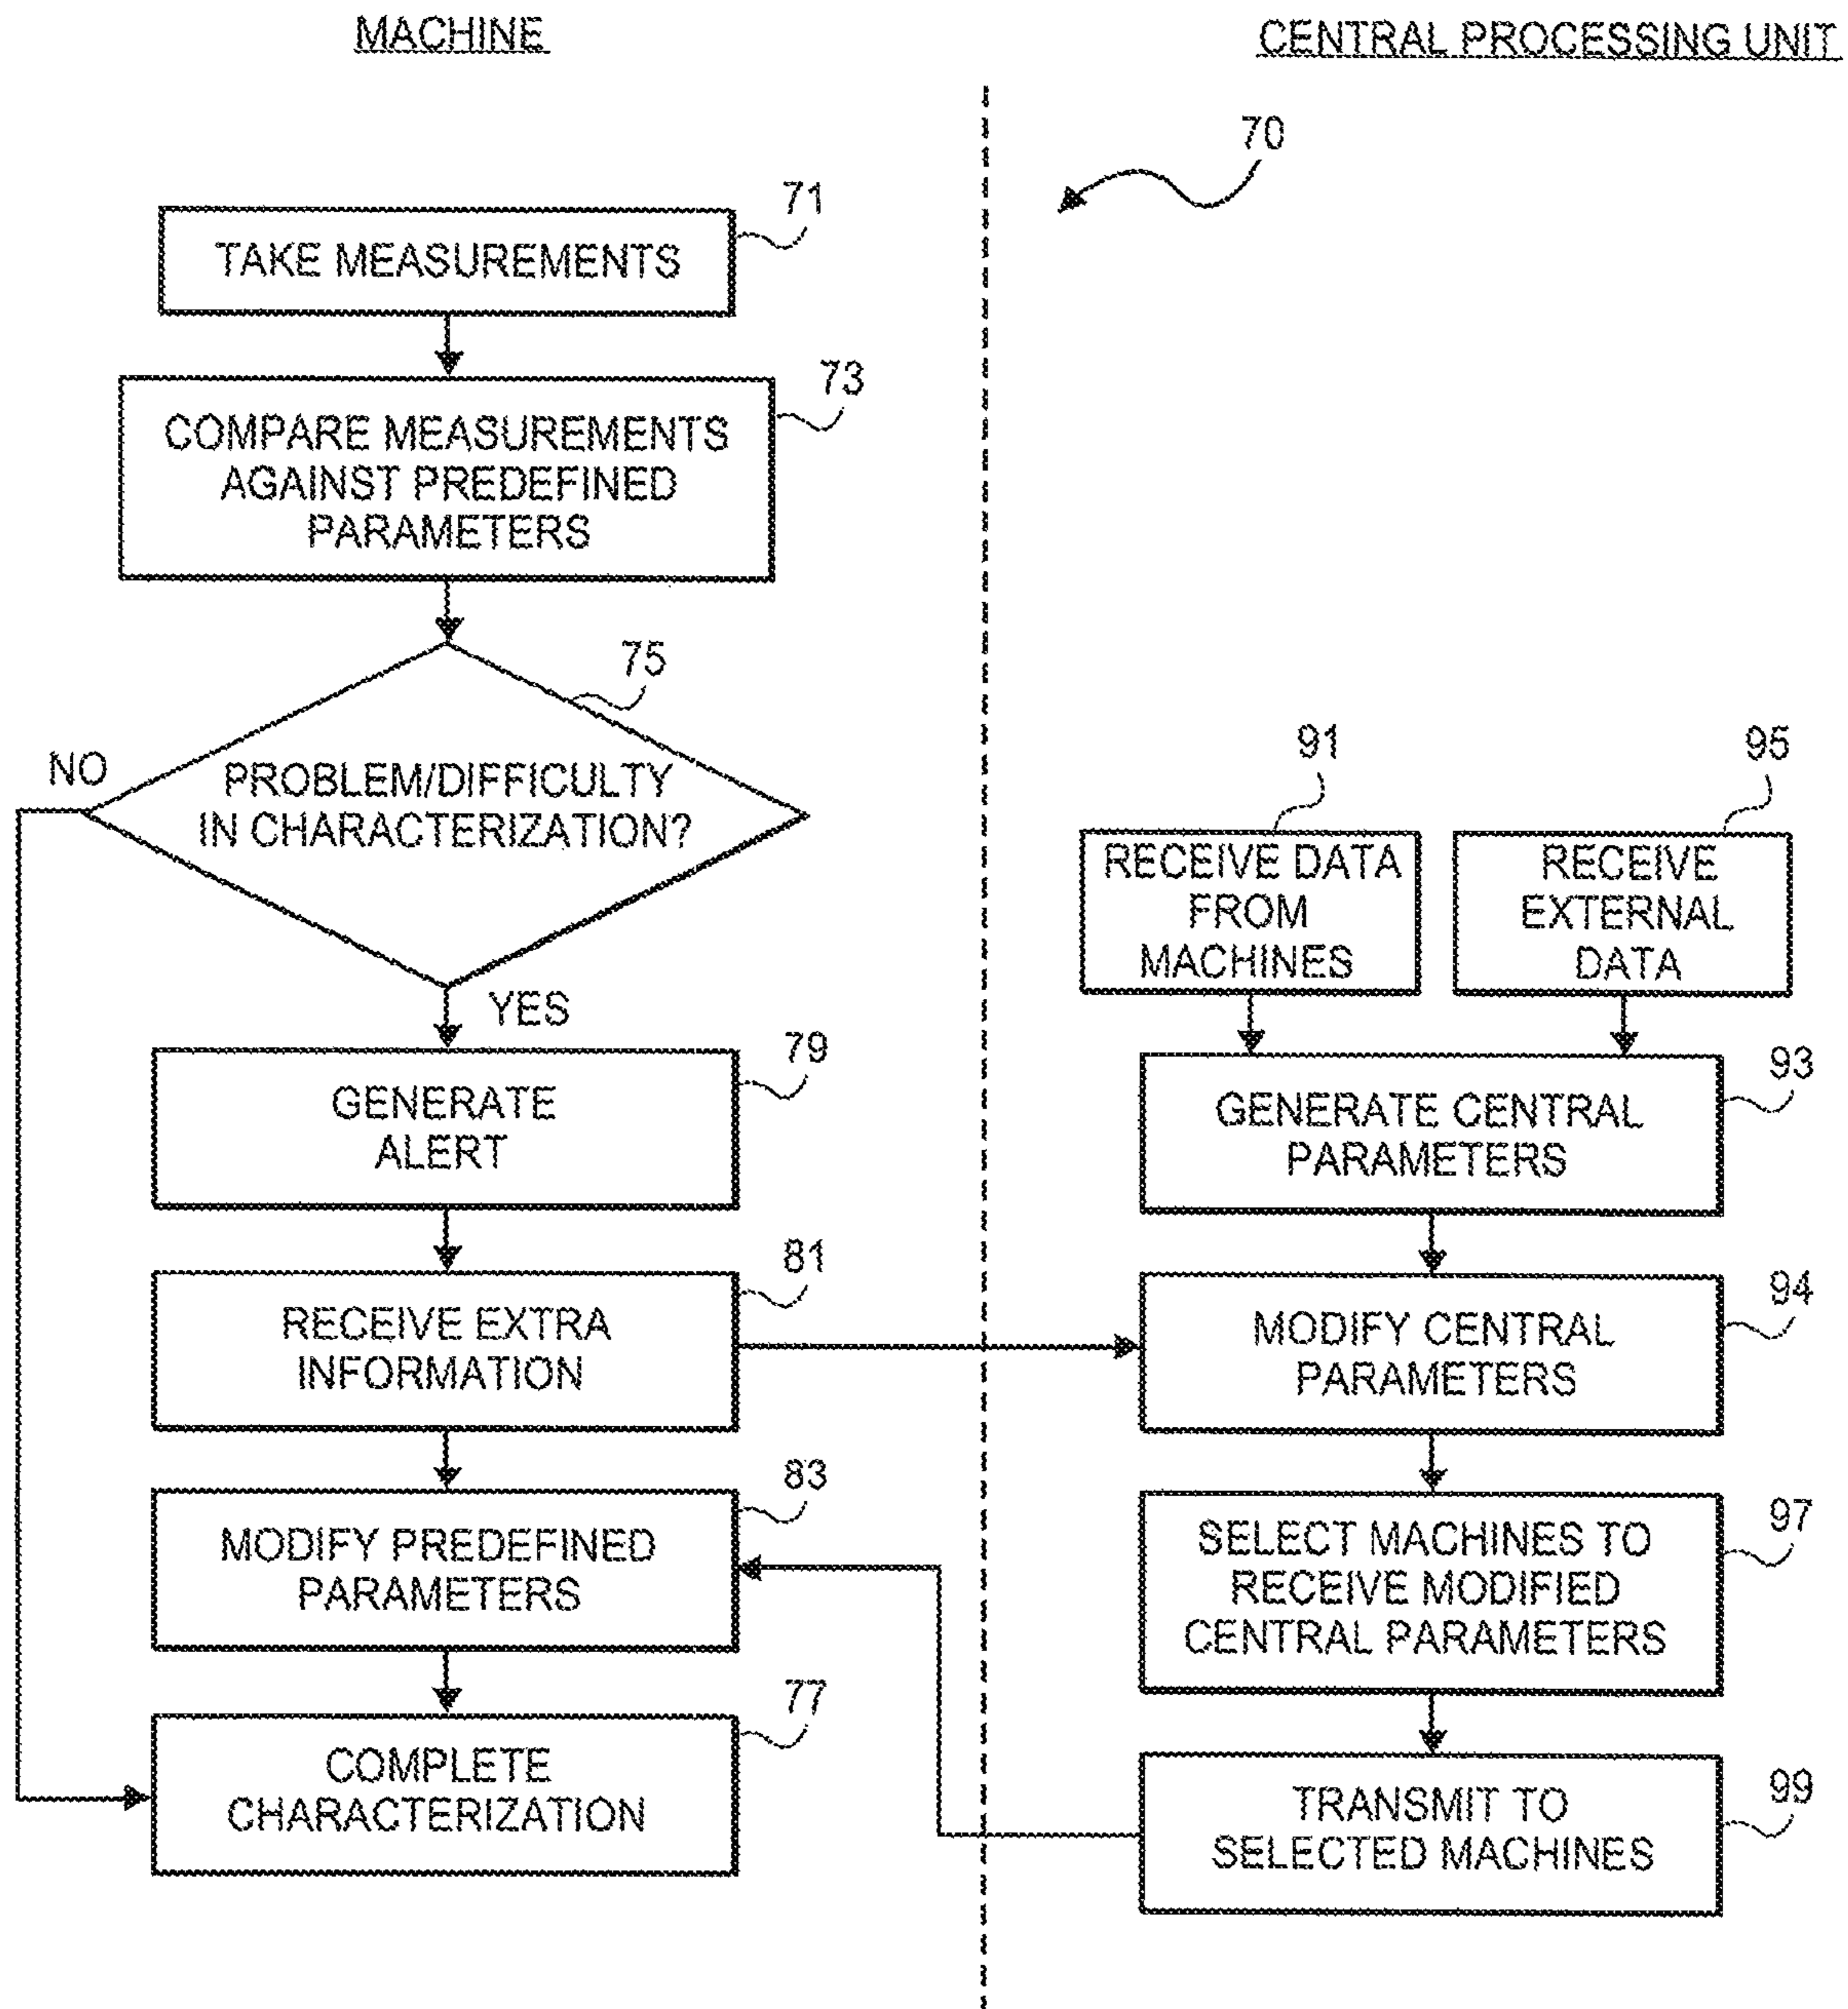 MACHINE
CENTRAL PROCESSING UNIT
70
71
TAKE MEASUREMENTS
73
COMPARE MEASUREMENTS
AGAINST PREDEFINED
PARAMETERS
75
NO
PROBLEM/DIFFICULTY
IN CHARACTERIZATION?
YES
79
GENERATE
ALERT
81
RECEIVE EXTRA
INFORMATION
83
MODIFY PREDEFINED
PARAMETERS
77
COMPLETE
CHARACTERIZATION
91
RECEIVE DATA
FROM
MACHINES
95
RECEIVE
EXTERNAL
DATA
93
GENERATE CENTRAL
PARAMETERS
94
MODIFY CENTRAL
PARAMETERS
97
SELECT MACHINES TO
RECEIVE MODIFIED
CENTRAL PARAMETERS
99
TRANSMIT TO
SELECTED MACHINES